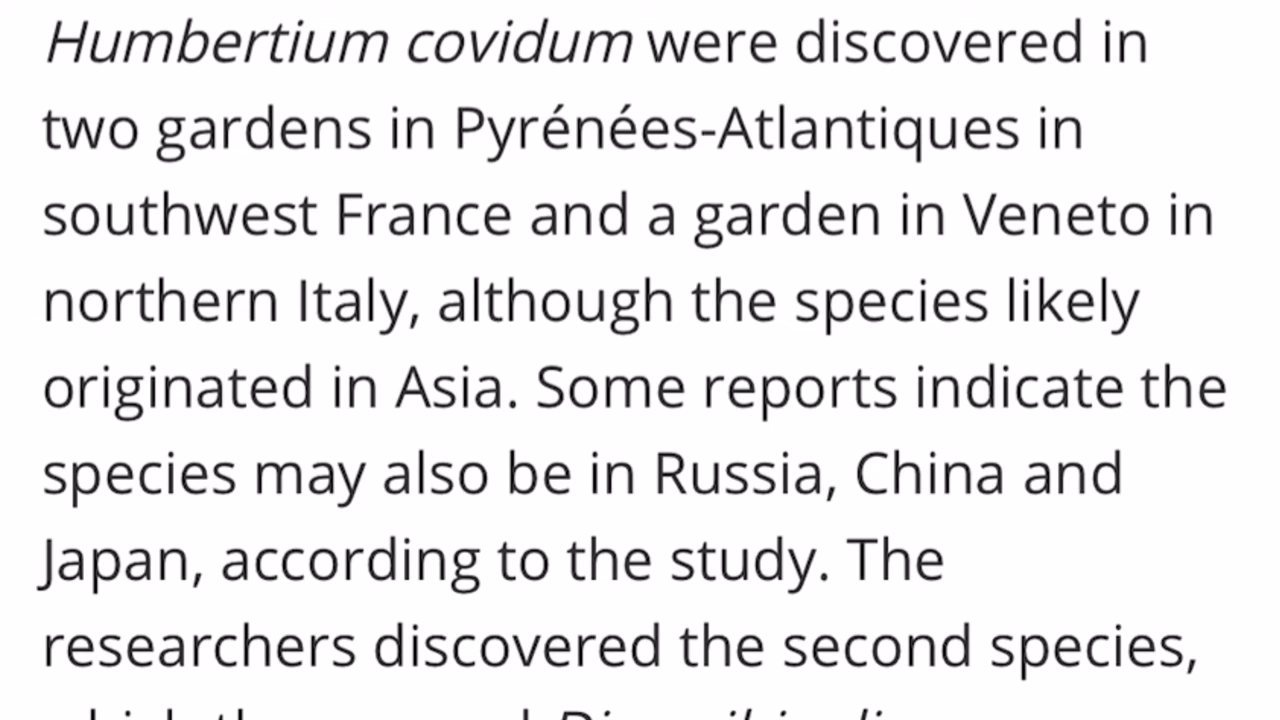 Humbertium covidum were discovered in
two gardens in Pyrénées-Atlantiques in
southwest France and a garden in Veneto in
northern Italy, although the species likely
originated in Asia. Some reports indicate the
species may also be in Russia, China and
Japan, according to the study. The
researchers discovered the second species,